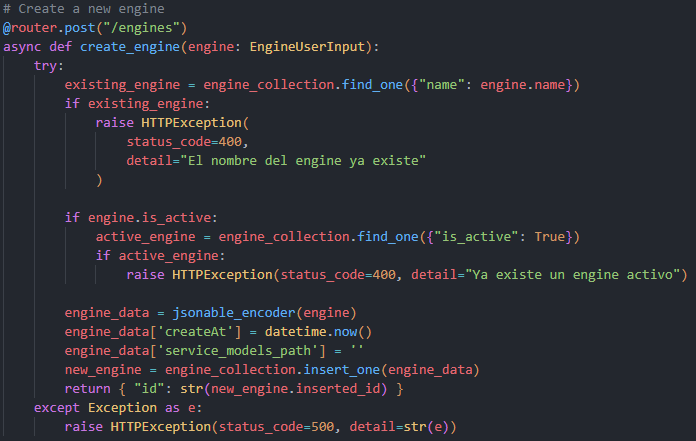 # Create a new engine
@router.post("/engines")
async def create_engine(engine: EngineUserInput):
    try:
        existing_engine = engine_collection.find_one({"name": engine.name})
        if existing_engine:
            raise HTTPException(
                status_code=400,
                detail="El nombre del engine ya existe"
            )

        if engine.is_active:
            active_engine = engine_collection.find_one({"is_active": True})
            if active_engine:
                raise HTTPException(status_code=400, detail="Ya existe un engine activo")

        engine_data = jsonable_encoder(engine)
        engine_data['createAt'] = datetime.now()
        engine_data['service_models_path'] = ''
        new_engine = engine_collection.insert_one(engine_data)
        return { "id": str(new_engine.inserted_id) }
    except Exception as e:
        raise HTTPException(status_code=500, detail=str(e))